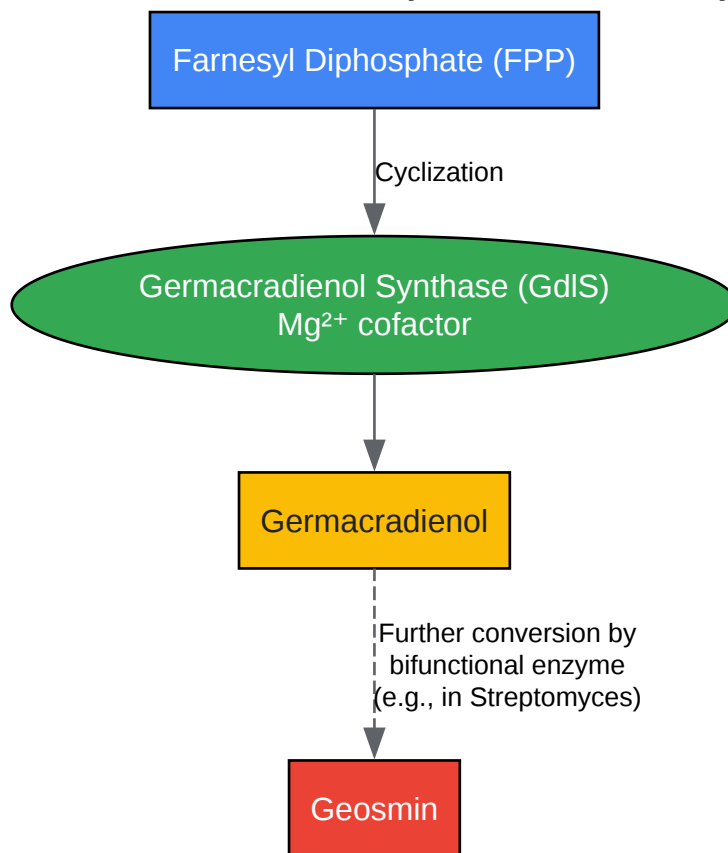 Farnesyl Diphosphate (FPP)
Cyclization
Germacradienol Synthase (GdlS)
Mg²⁺ cofactor
Germacradienol
Further conversion by
bifunctional enzyme
(e.g., in Streptomyces)
Geosmin